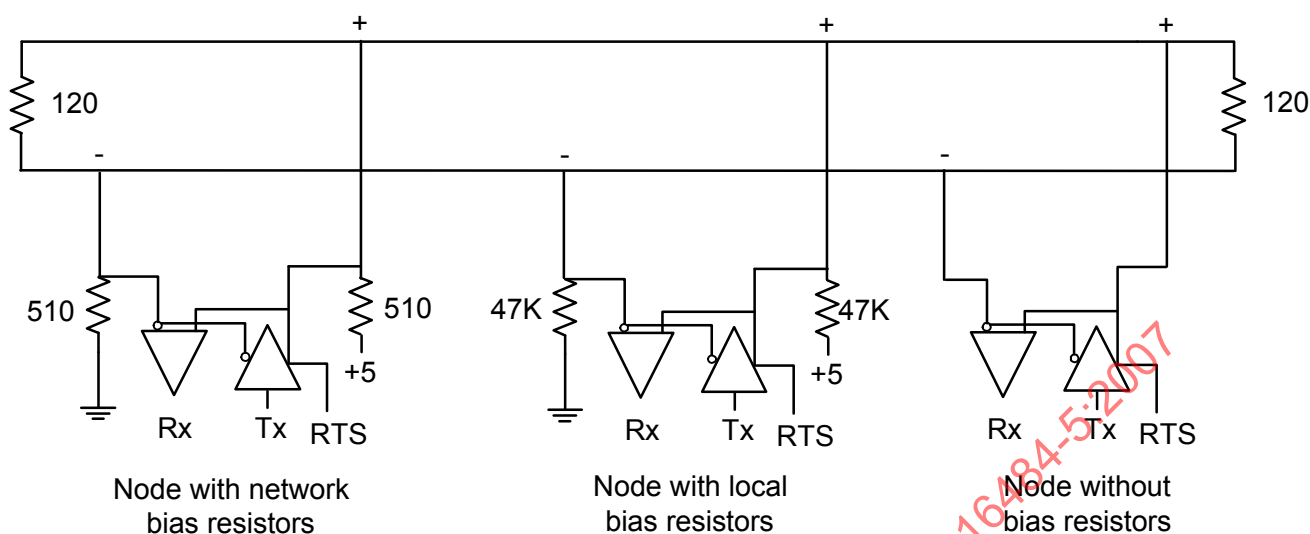 + + +
120 120
- - -
510 510 47K 47K
+5 +5
Rx Tx RTS Rx Tx RTS Rx Tx RTS
Node with network
bias resistors
Node with local
bias resistors
Node without
bias resistors
16484-5:2007